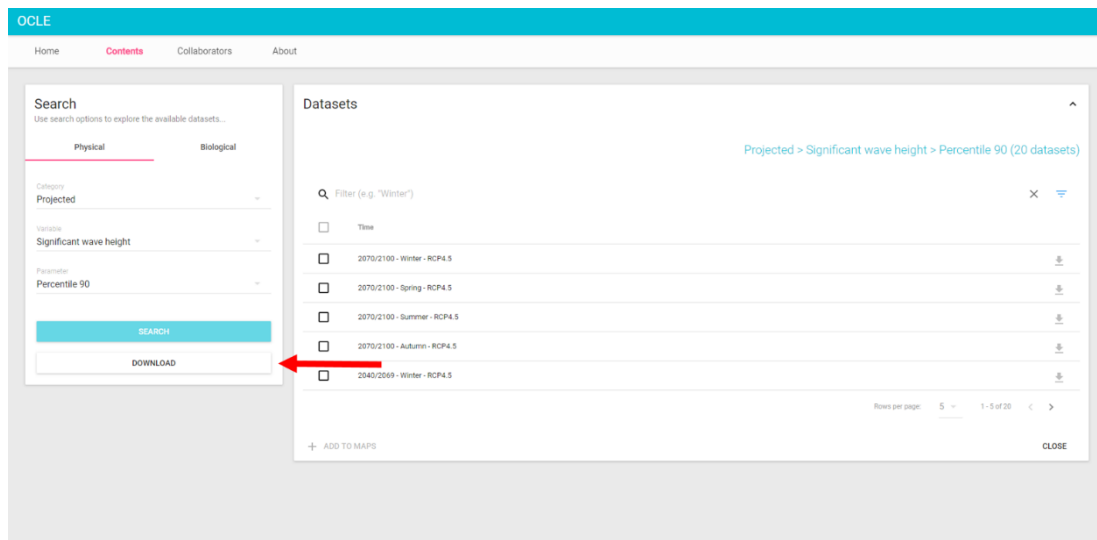 OCLE
Home Contents Collaborators About
Search
Use search options to explore the available datasets...
Physical Biological
Category
Projected
Variable
Significant wave height
Parameter
Percentile 90
SEARCH
DOWNLOAD
Datasets
Projected > Significant wave height > Percentile 90 (20 datasets)
Filter (e.g. "Winter")
Time
2070/2100 - Winter - RCP4.5
2070/2100 - Spring - RCP4.5
2070/2100 - Summer - RCP4.5
2070/2100 - Autumn - RCP4.5
2040/2069 - Winter - RCP4.5
Rows per page: 5 1 - 5 of 20
+ ADD TO MAPS CLOSE